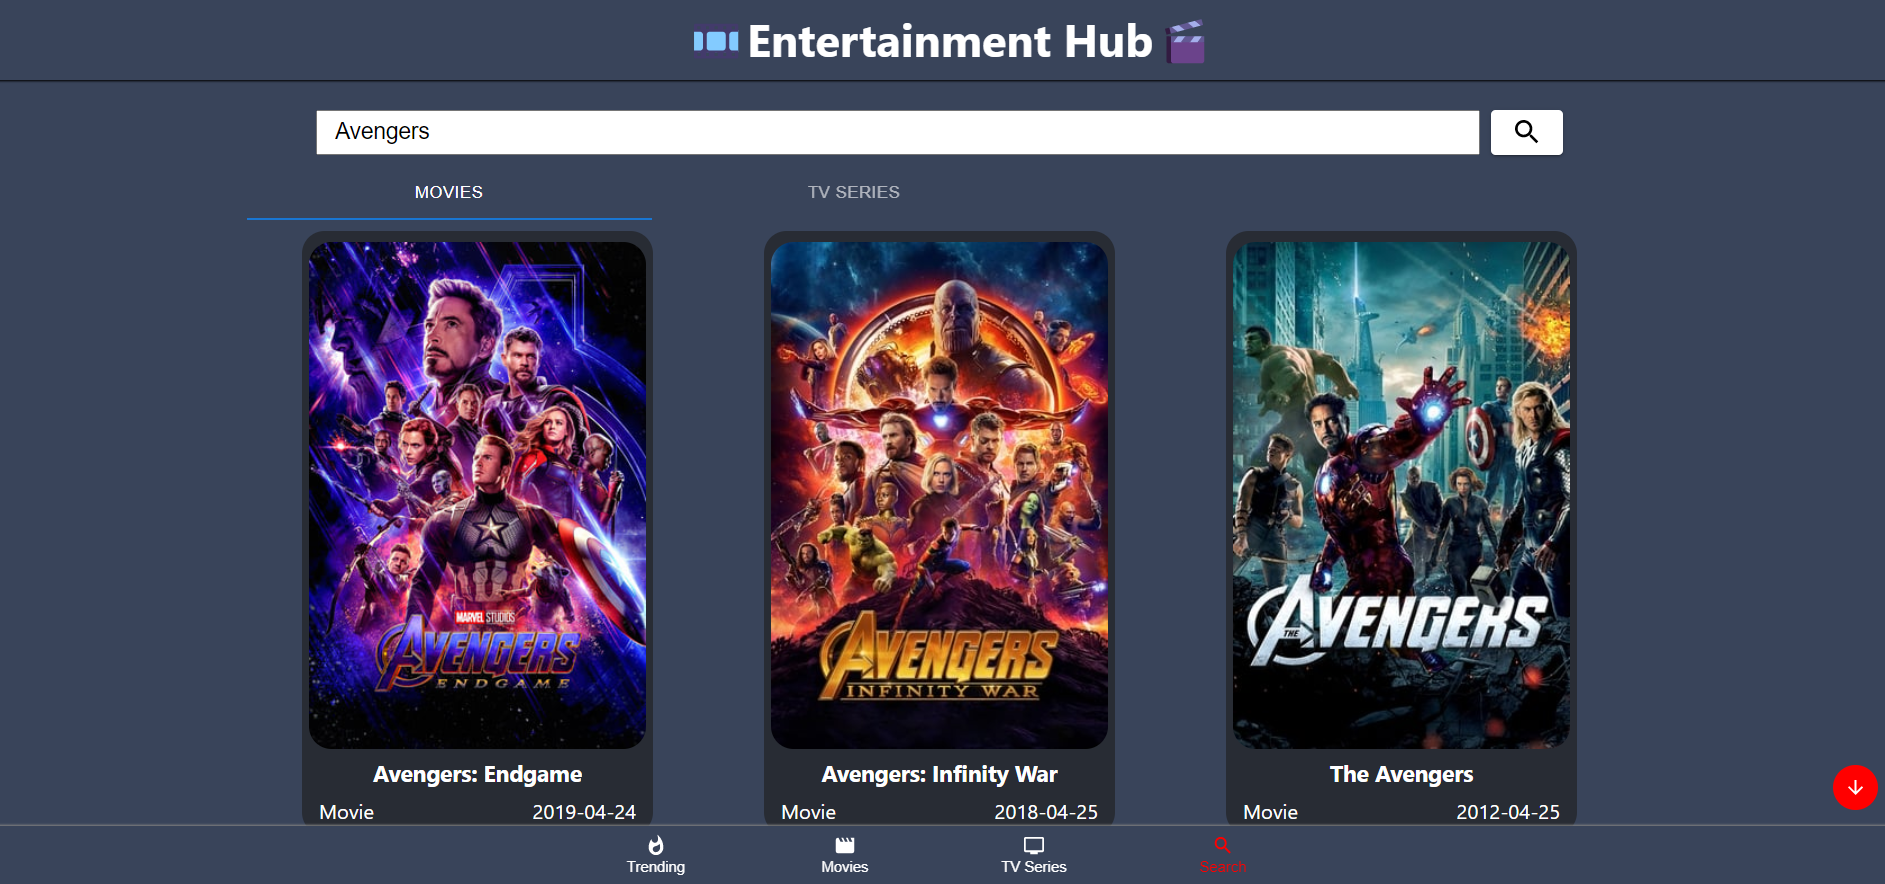 Entertainment Hub
Avengers
MOVIES
TV SERIES
MARVEL STUDIOS
AVENGERS
ENDGAME
AVENGERS
INFINITY WAR
THE AVENGERS
Avengers: Endgame
Movie
2019-04-24
Avengers: Infinity War
Movie
2018-04-25
The Avengers
Movie
2012-04-25
Trending
Movies
TV Series
Search